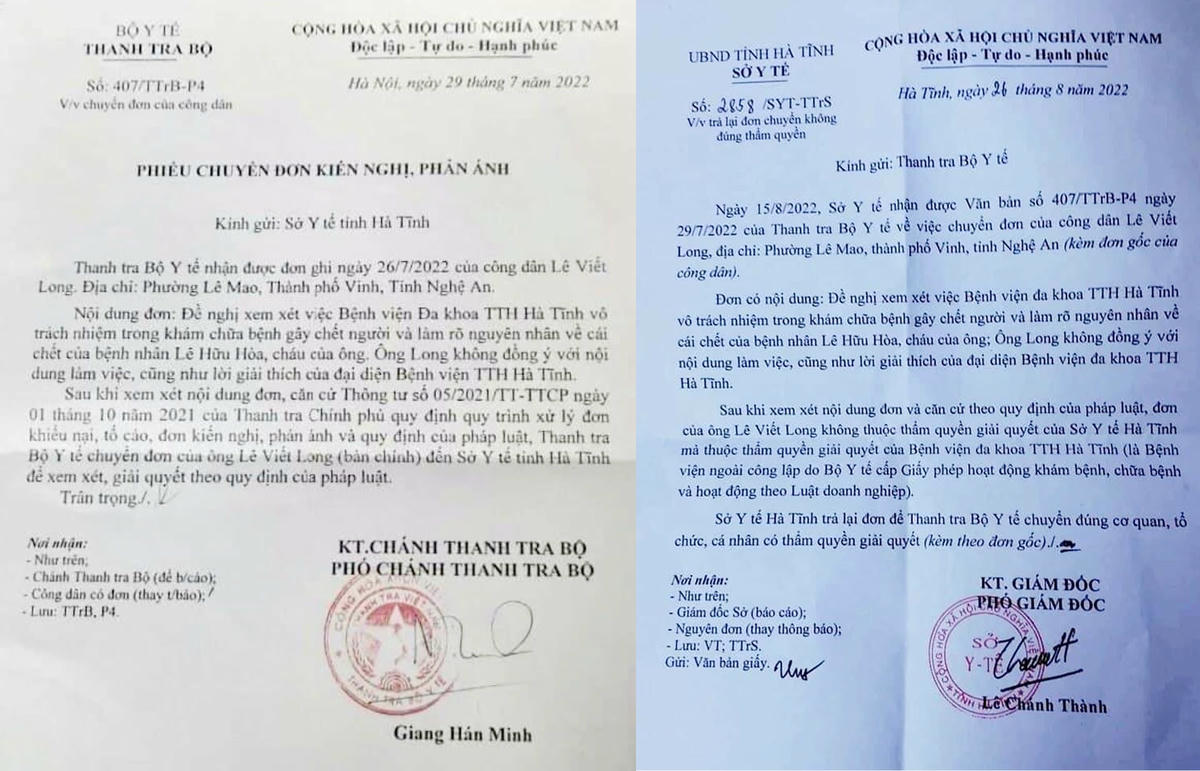 BỘ Y TẾ
THANH TRA BỘ
Số: 407/TTrB-P4
V/v chuyển đơn của công dân
CỘNG HÒA XÃ HỘI CHỦ NGHĨA VIỆT NAM
Độc lập - Tự do - Hạnh phúc
Hà Nội, ngày 29 tháng 7 năm 2022
PHIẾU CHUYỂN ĐƠN KIẾN NGHỊ, PHẢN ÁNH
Kính gửi: Sở Y tế tỉnh Hà Tĩnh
Thanh tra Bộ Y tế nhận được đơn ghi ngày 26/7/2022 của công dân Lê Viết
Long. Địa chỉ: Phường Lê Mao, Thành phố Vinh, Tỉnh Nghệ An.
Nội dung đơn: Đề nghị xem xét việc Bệnh viện Đa khoa TTH Hà Tĩnh vô
trách nhiệm trong khám chữa bệnh gây chết người và làm rõ nguyên nhân về cái
chết của bệnh nhân Lê Hữu Hòa, cháu của ông. Ông Long không đồng ý với nội
dung làm việc, cũng như lời giải thích của đại diện Bệnh viện TTH Hà Tĩnh.
Sau khi xem xét nội dung đơn, căn cứ Thông tư số 05/2021/TT-TTCP ngày
01 tháng 10 năm 2021 của Thanh tra Chính phủ quy định quy trình xử lý đơn
khiếu nại, tố cáo, đơn kiến nghị, phản ánh và quy định của pháp luật, Thanh tra
Bộ Y tế chuyển đơn của ông Lê Viết Long (bản chính) đến Sở Y tế tỉnh Hà Tĩnh
để xem xét, giải quyết theo quy định của pháp luật.
Trân trọng./.
Nơi nhận:
- Như trên;
- Chánh Thanh tra Bộ (để b/cáo);
- Công dân có đơn (thay t/báo);
- Lưu: TTrB, P4.
KT.CHÁNH THANH TRA BỘ
PHÓ CHÁNH THANH TRA BỘ
THANH TRA BỘ Y TẾ
Giang Hán Minh
UBND TỈNH HÀ TĨNH
SỞ Y TẾ
Số: 2858 /SYT-TTrS
V/v trả lại đơn chuyển không
đúng thẩm quyền
CỘNG HÒA XÃ HỘI CHỦ NGHĨA VIỆT NAM
Độc lập - Tự do - Hạnh phúc
Hà Tĩnh, ngày 26 tháng 8 năm 2022
Kính gửi: Thanh tra Bộ Y tế
Ngày 15/8/2022, Sở Y tế nhận được Văn bản số 407/TTrB-P4 ngày
29/7/2022 của Thanh tra Bộ Y tế về việc chuyển đơn của công dân Lê Viết
Long, địa chỉ: Phường Lê Mao, thành phố Vinh, tỉnh Nghệ An (kèm đơn gốc của
công dân).
Đơn có nội dung: Đề nghị xem xét việc Bệnh viện đa khoa TTH Hà Tĩnh
vô trách nhiệm trong khám chữa bệnh gây chết người và làm rõ nguyên nhân về
cái chết của bệnh nhân Lê Hữu Hòa, cháu của ông; Ông Long không đồng ý với
nội dung làm việc, cũng như lời giải thích của đại diện Bệnh viện đa khoa TTH
Hà Tĩnh.
Sau khi xem xét nội dung đơn và căn cứ theo quy định của pháp luật, đơn
của ông Lê Viết Long không thuộc thẩm quyền giải quyết của Sở Y tế Hà Tĩnh
mà thuộc thẩm quyền giải quyết của Bệnh viện đa khoa TTH Hà Tĩnh (là Bệnh
viện ngoài công lập do Bộ Y tế cấp Giấy phép hoạt động khám bệnh, chữa bệnh
và hoạt động theo Luật doanh nghiệp).
Sở Y tế Hà Tĩnh trả lại đơn để Thanh tra Bộ Y tế chuyển đúng cơ quan, tổ
chức, cá nhân có thẩm quyền giải quyết (kèm theo đơn gốc)./.
Nơi nhận:
- Như trên;
- Giám đốc Sở (báo cáo);
- Nguyên đơn (thay thông báo);
- Lưu: VT; TTrS.
Gửi: Văn bản giấy.
KT. GIÁM ĐỐC
PHÓ GIÁM ĐỐC
SỞ
Y-TẾ
Lê Chánh Thành